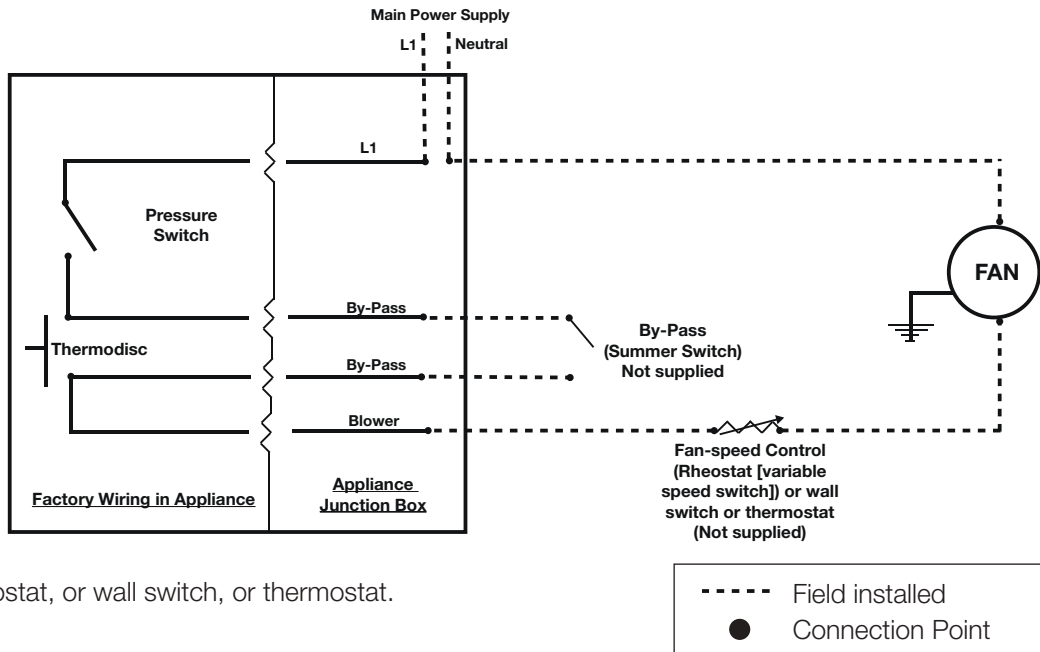 Main Power Supply
L1
Neutral
L1
Pressure
Switch
FAN
By-Pass
By-Pass
(Summer Switch)
Not supplied
Thermodisc
By-Pass
Blower
Fan-speed Control
(Rheostat [variable
speed switch]) or wall
switch or thermostat
(Not supplied)
Factory Wiring in Appliance
Appliance
Junction Box
or wall switch, or thermostat.
Field installed
Connection Point